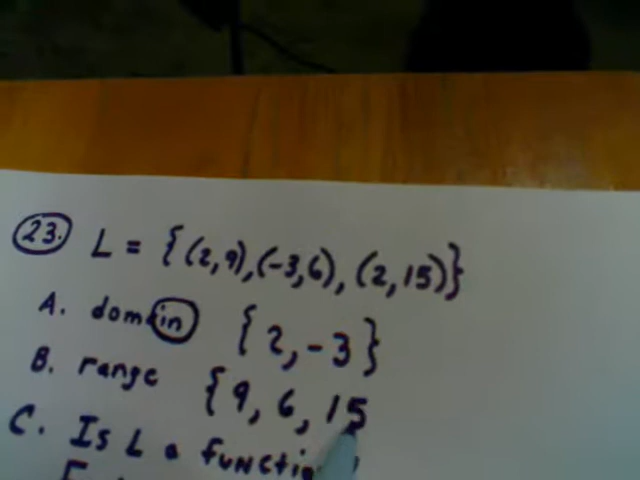 23. L = {(2,9),(-3,6),(2,15)}
A. domain {2,-3}
B. range {9,6,15
C. Is L a